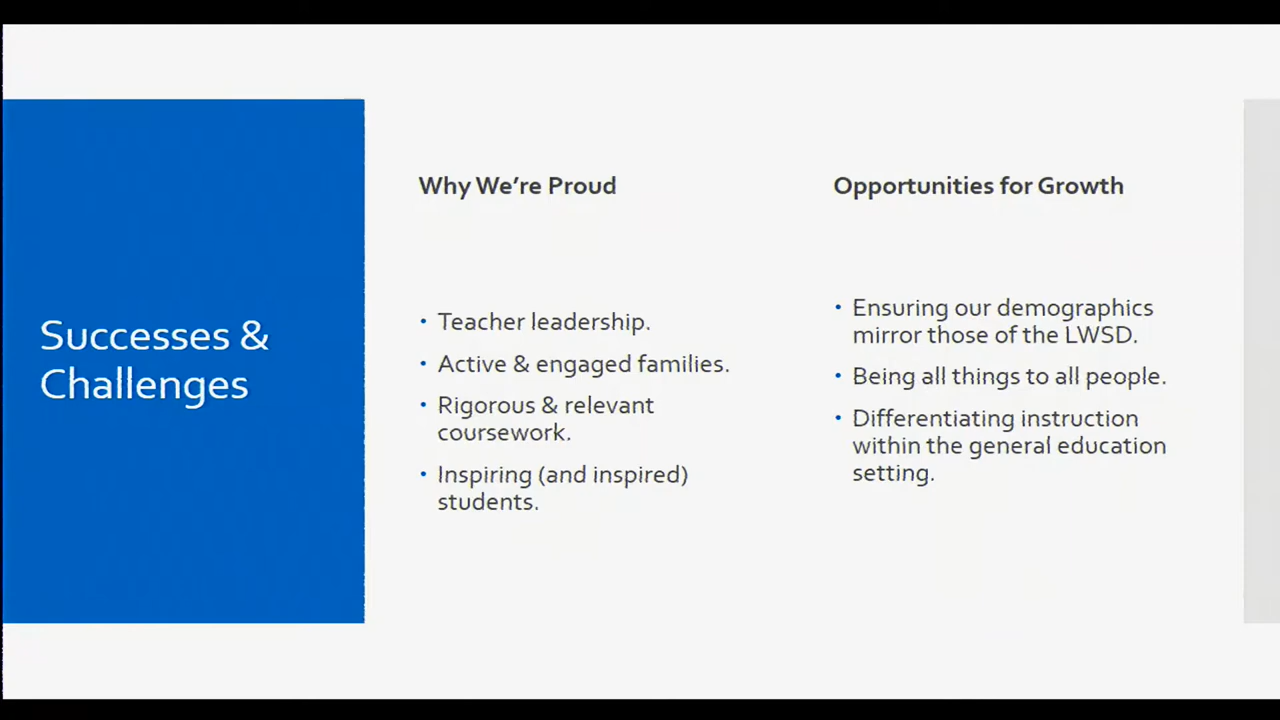 Successes &
Challenges
Why We're Proud
• Teacher leadership.
• Active & engaged families.
• Rigorous & relevant
coursework.
• Inspiring (and inspired)
students.
Opportunities for Growth
• Ensuring our demographics
mirror those of the LWSD.
• Being all things to all people.
• Differentiating instruction
within the general education
setting.